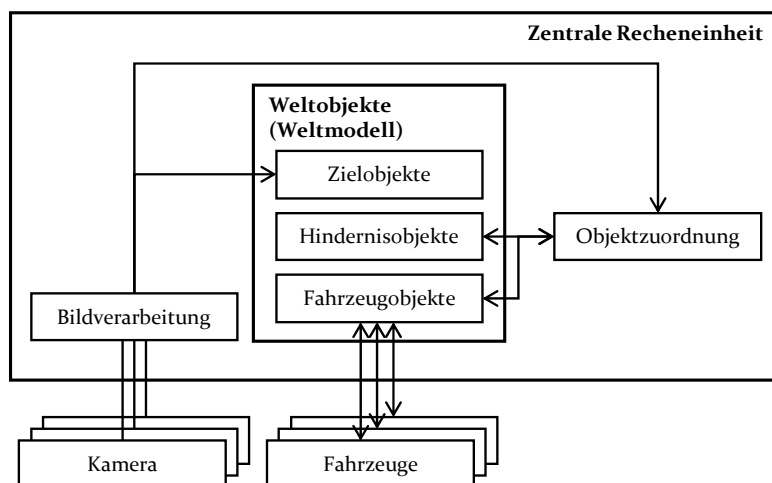 Zentrale Recheneinheit
Weltobjekte
(Weltmodell)
Zielobjekte
Hindernisobjekte
Objektzuordnung
Fahrzeugobjekte
Bildverarbeitung
Kamera
Fahrzeuge